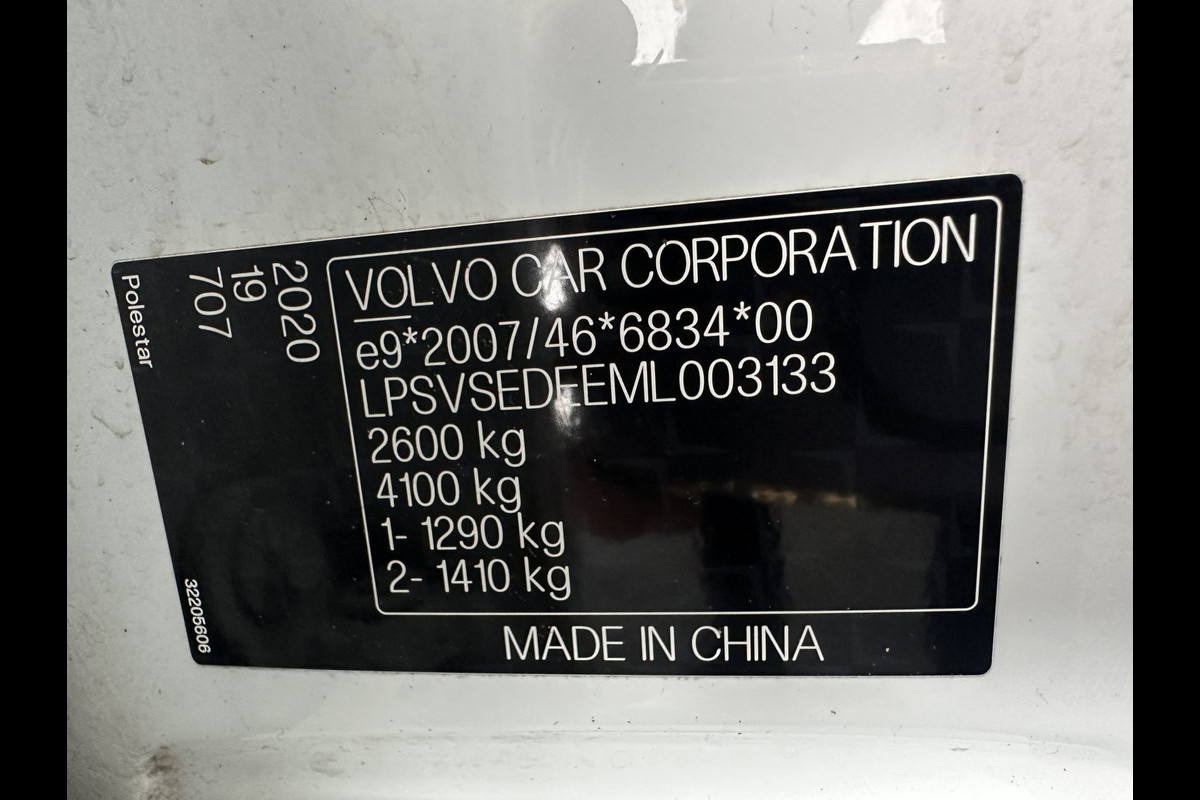 VOLVO CAR CORPORATION
e9*2007/46*6834*00
LPSVSEDEEML003133
2600 kg
4100 kg
1- 1290 kg
2- 1410 kg
MADE IN CHINA
2020
19
707
Polestar
32205606